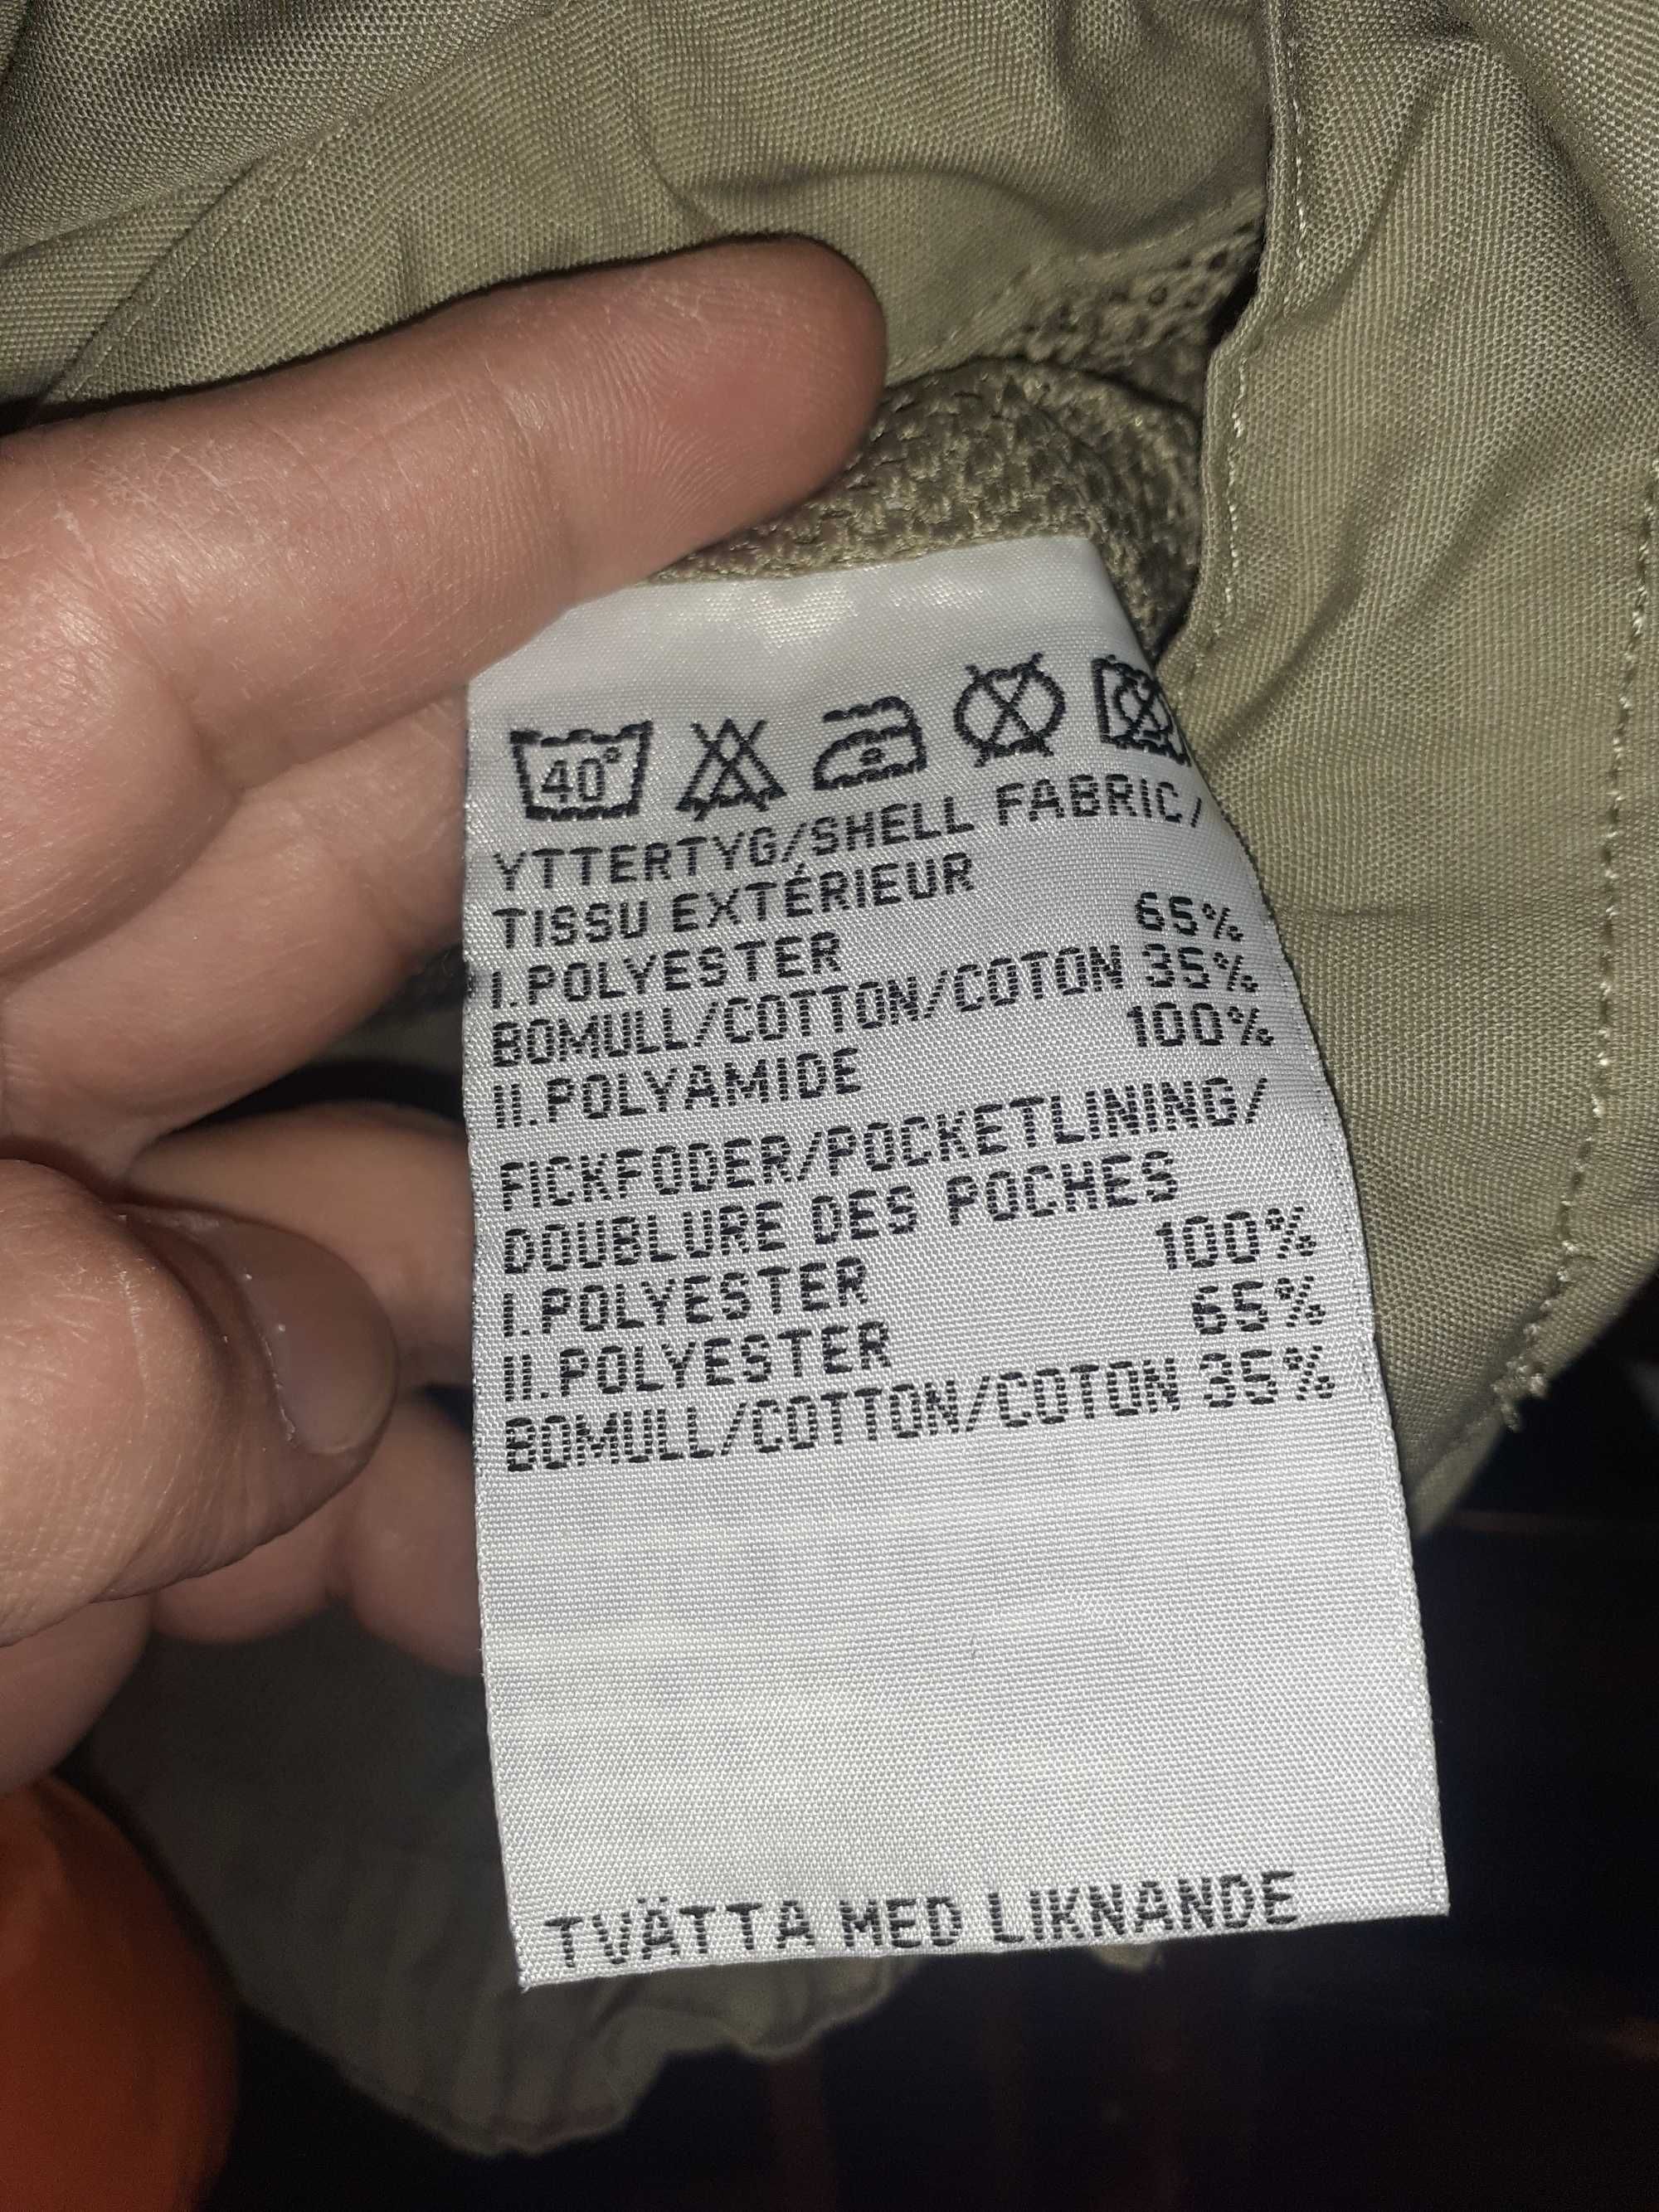 40°
YTTERTYG/SHELL FABRIC/
TISSU EXTÉRIEUR
I.POLYESTER 65%
BOMULL/COTTON/COTON 35%
II.POLYAMIDE 100%
FICKFODER/POCKETLINING/
DOUBLURE DES POCHES
I.POLYESTER 100%
II.POLYESTER 65%
BOMULL/COTTON/COTON 35%
TVÄTTA MED LIKNANDE